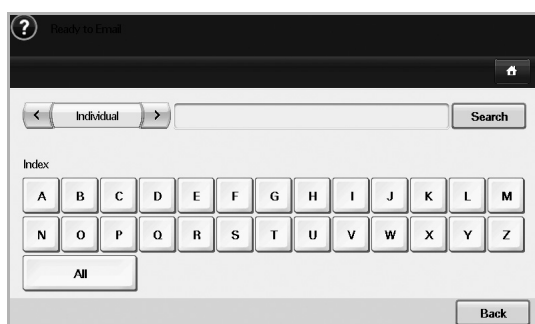 ? Ready to Email
< Individual > Search
Index
A B C D E F G H I J K L M
N O P Q R S T U V W X Y Z
All
Back